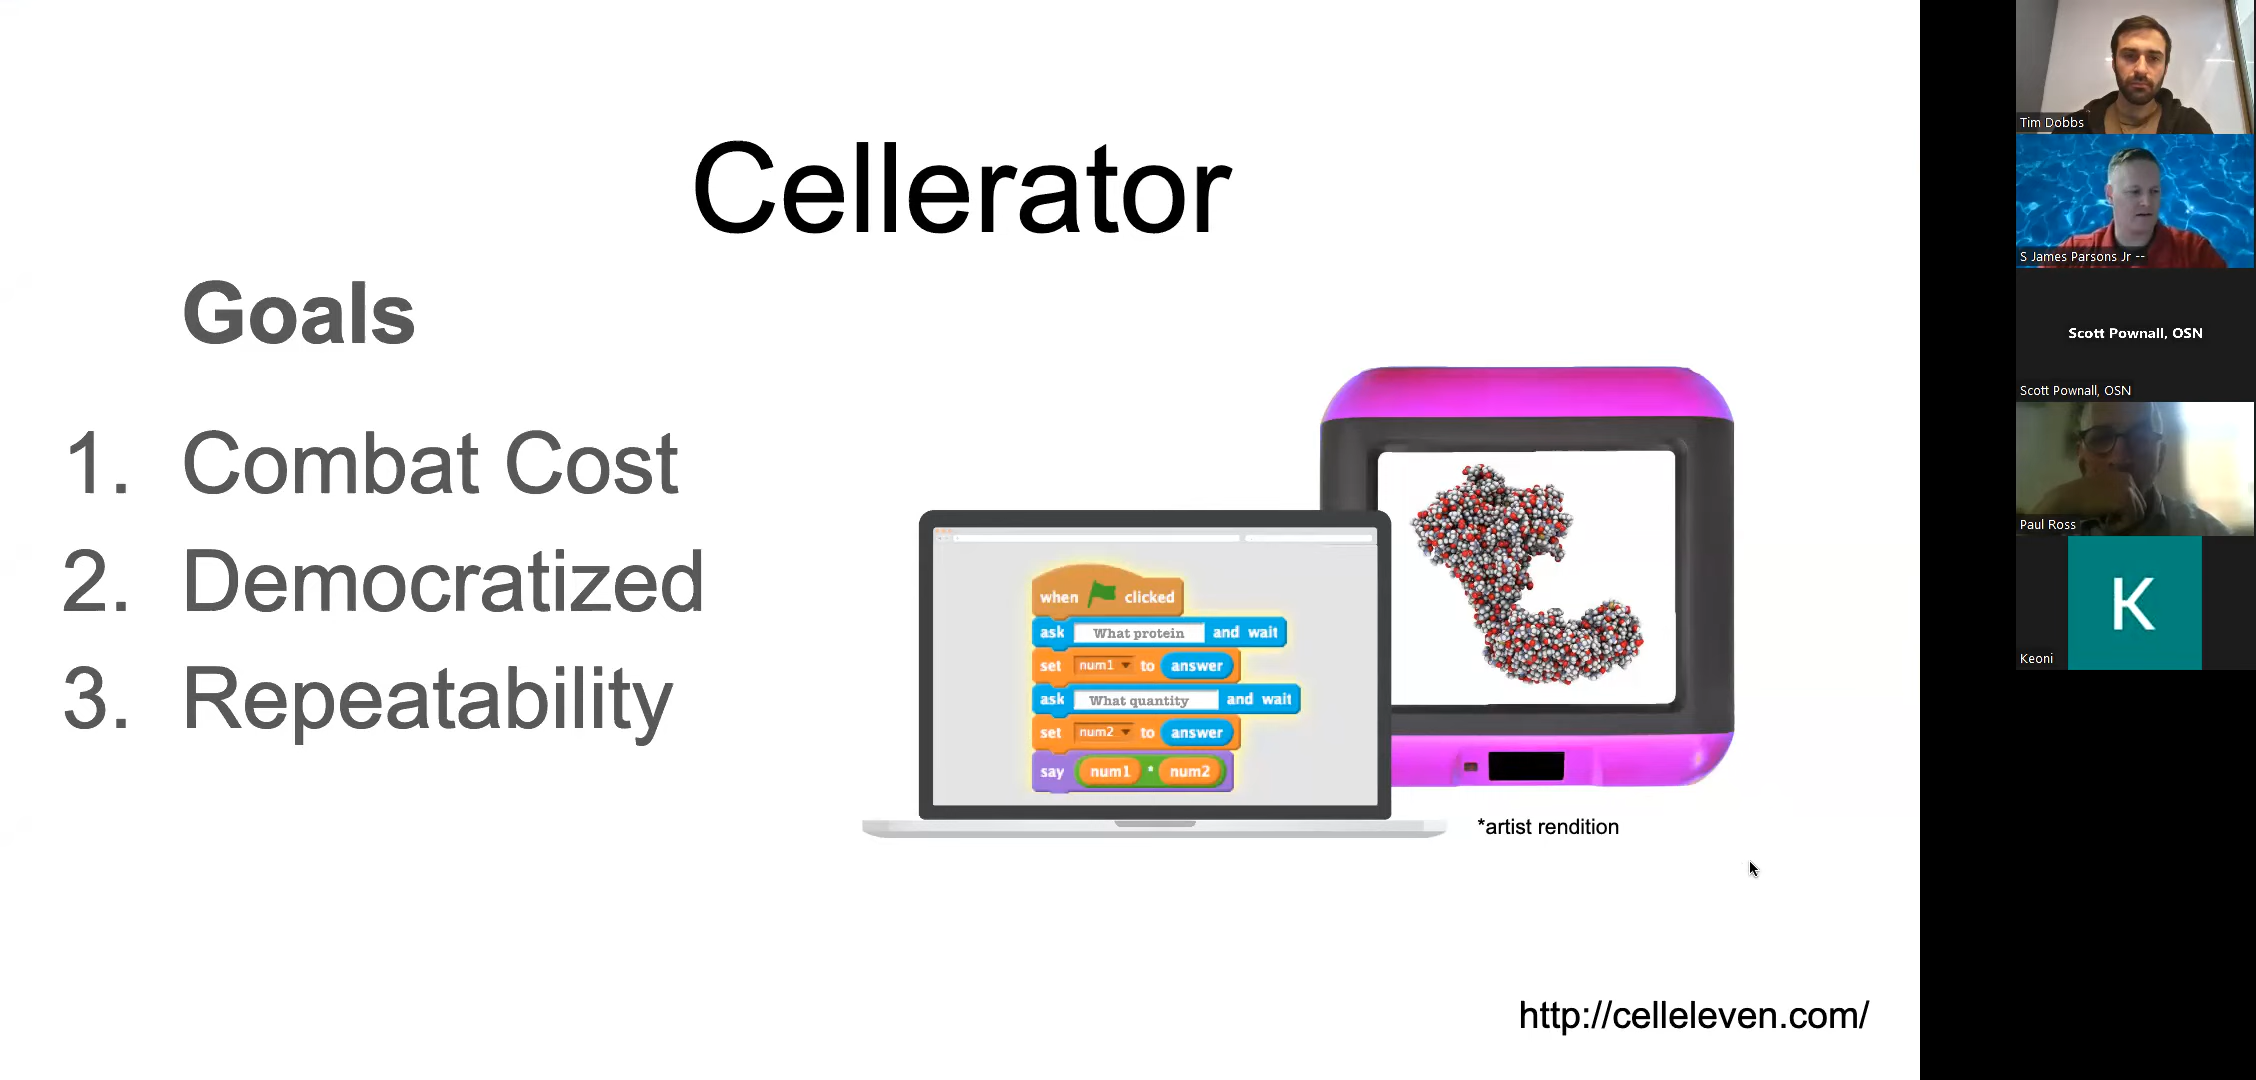 Cellerator
Goals
1. Combat Cost
2. Democratized
3. Repeatability
when clicked
ask What protein and wait
set num1 to answer
ask What quantity and wait
set num2 to answer
say num1 * num2
*artist rendition
http://celleleven.com/
Tim Dobbs
S James Parsons Jr --
Scott Pownall, OSN
Scott Pownall, OSN
Paul Ross
K
Keoni